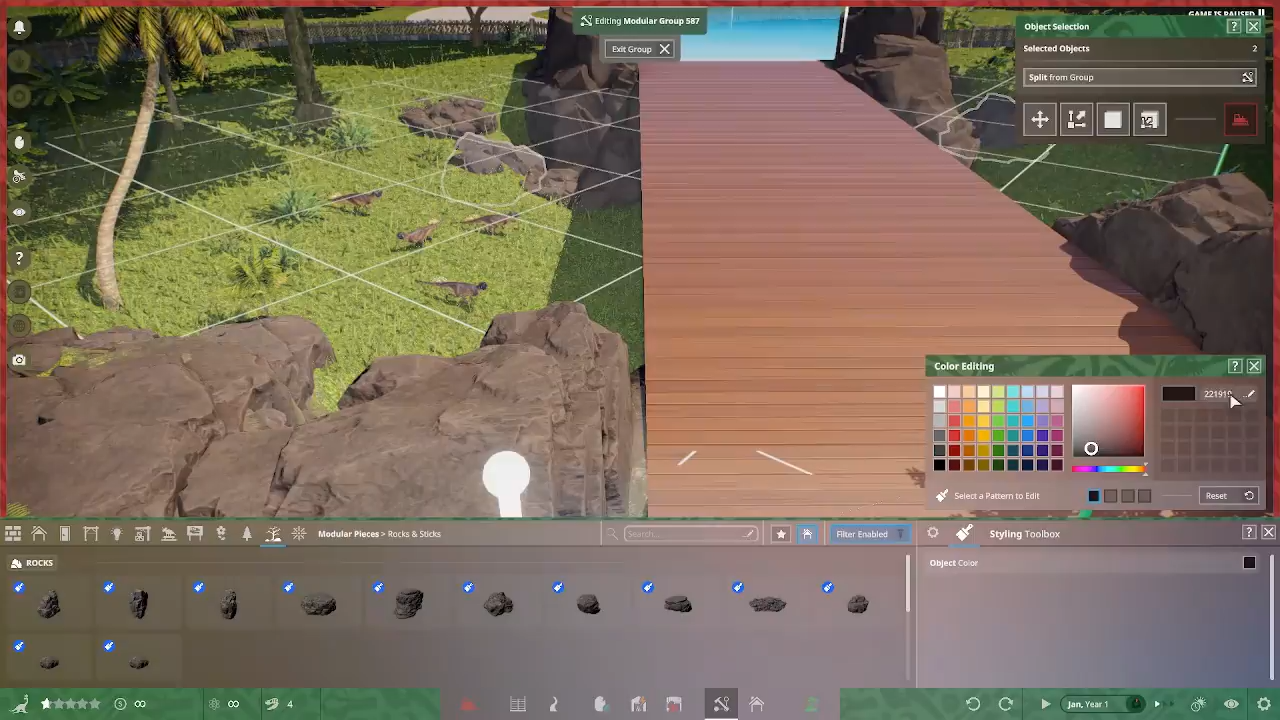 Editing Modular Group 587
Exit Group
GAME IS PAUSED
Object Selection
?
Selected Objects 2
Split from Group
?
Color Editing
?
Select a Pattern to Edit
Reset
Modular Pieces > Rocks & Sticks
Search...
Filter Enabled
Styling Toolbox
?
ROCKS
Object Color
4
Jan, Year 1